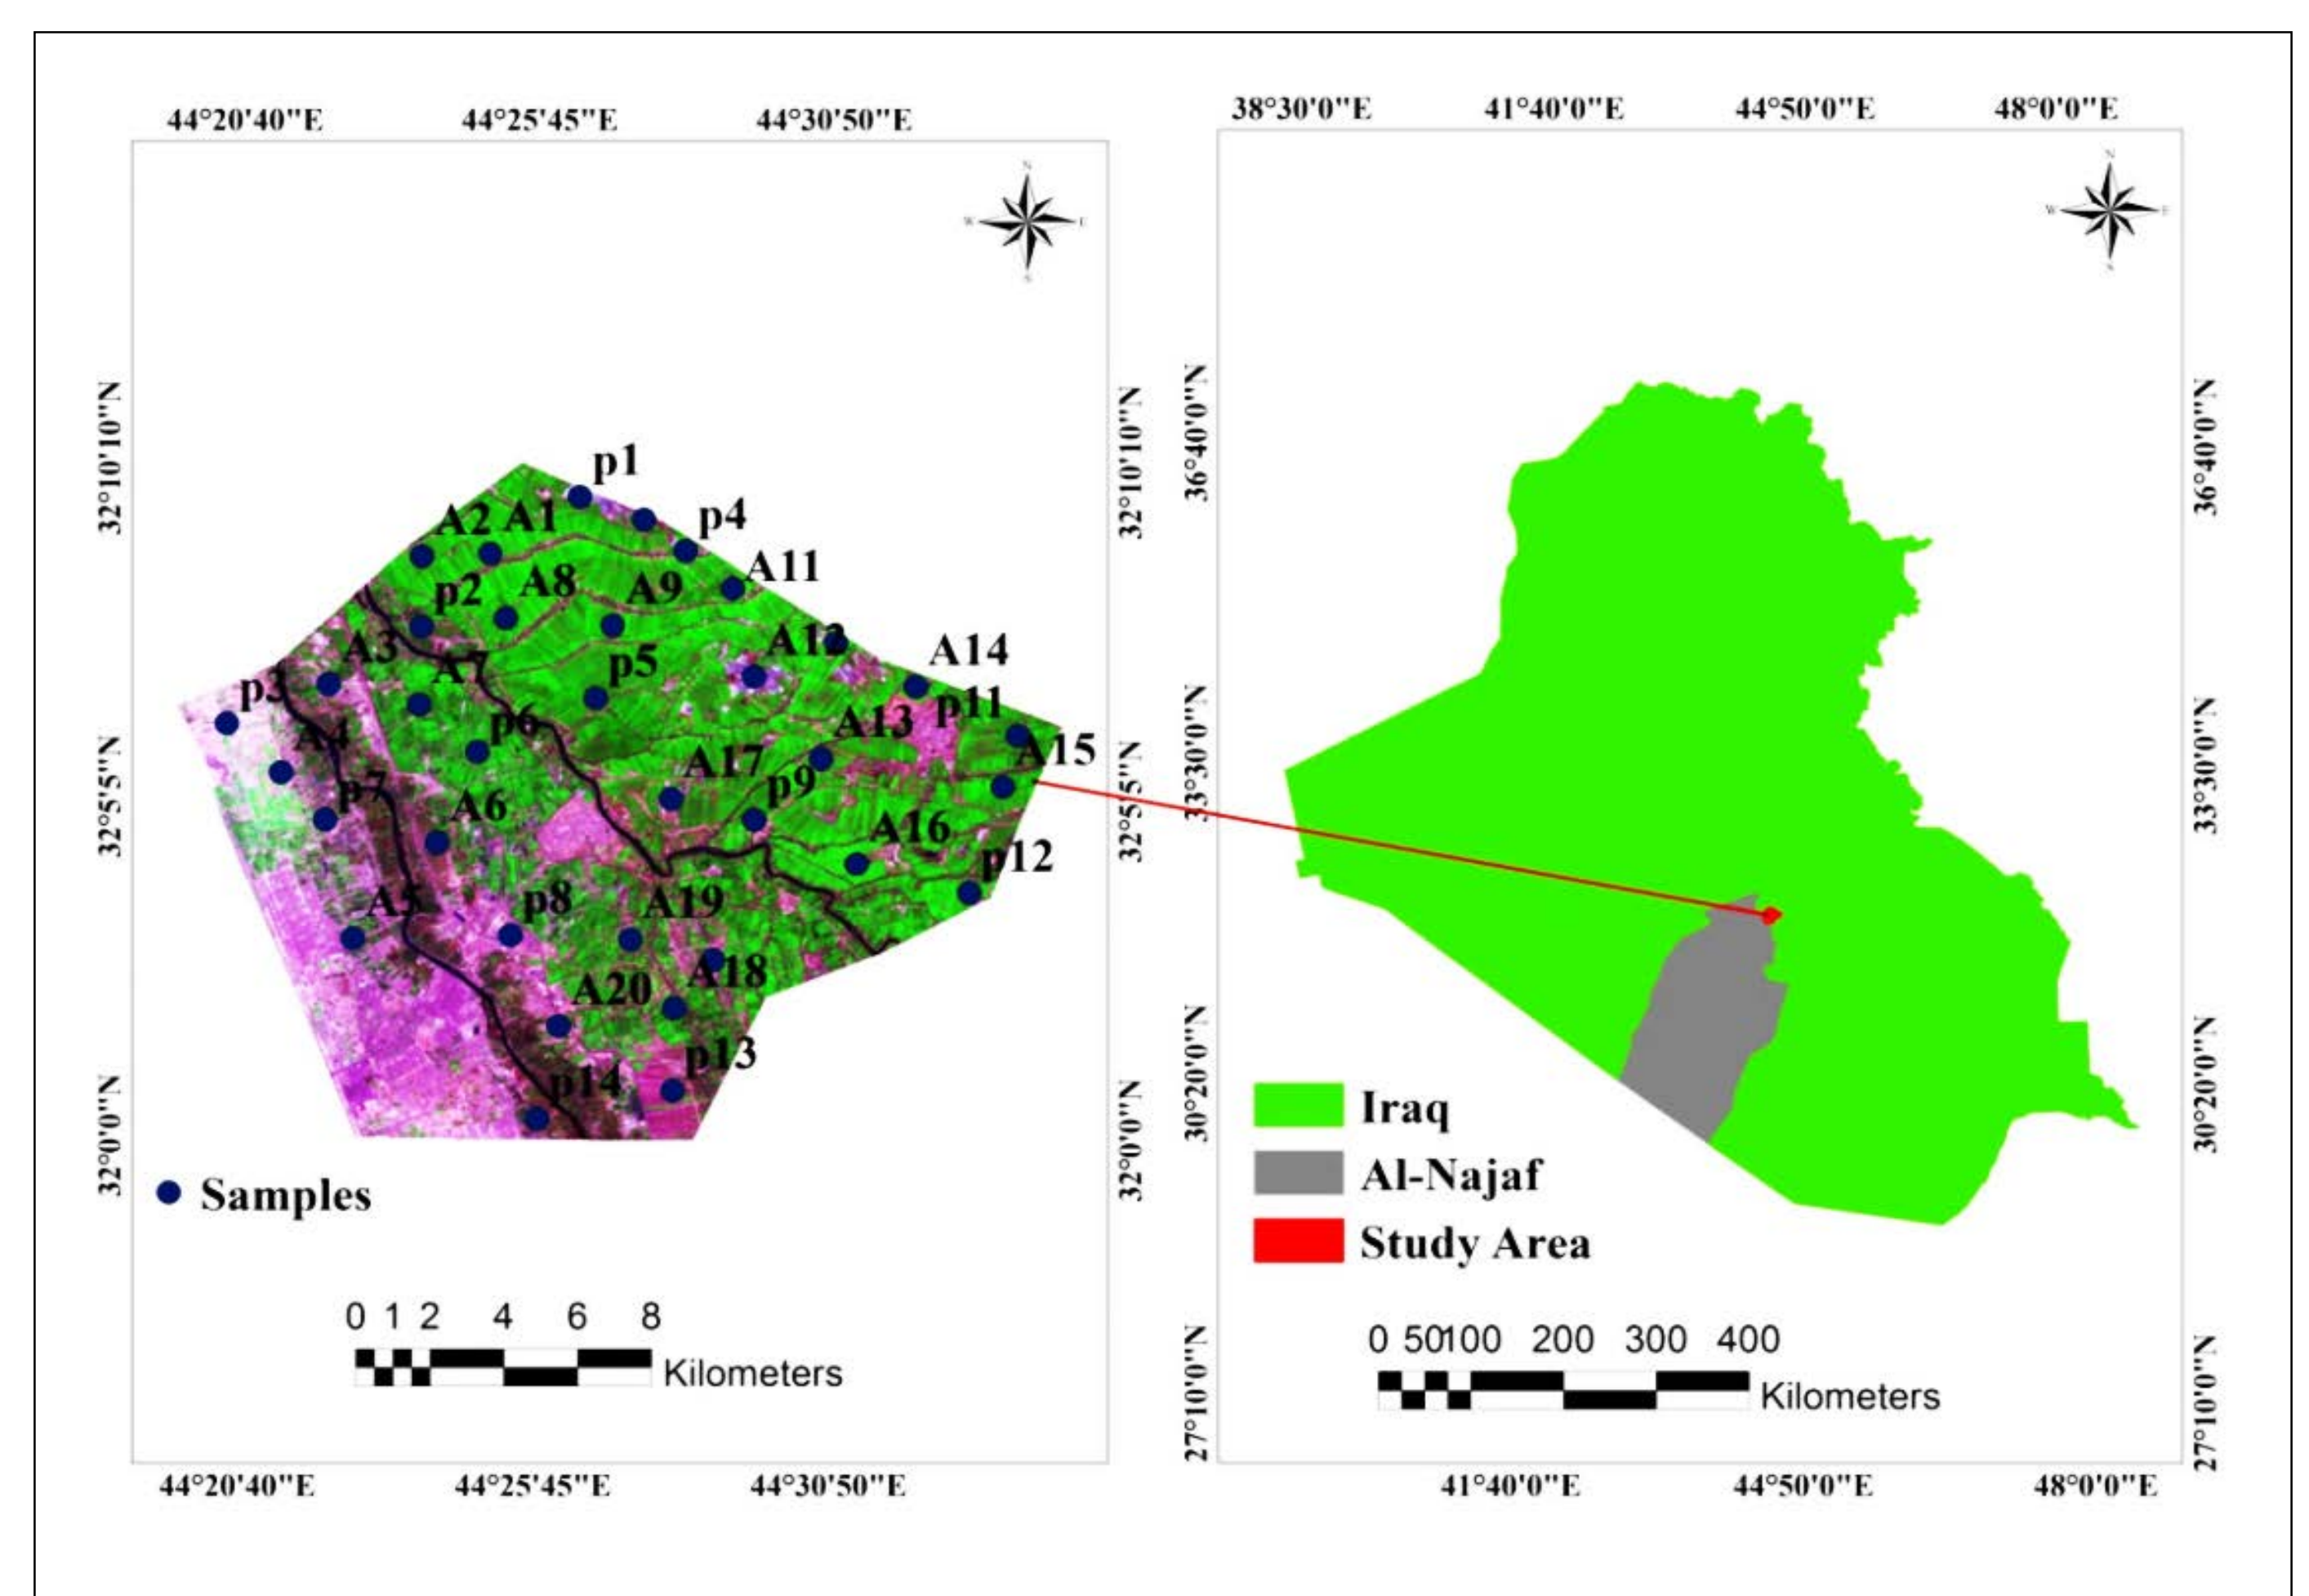 44°20'40"E 44°25'45"E 44°30'50"E
38°30'0"E 41°40'0"E 44°50'0"E 48°0'0"E
N
W E
S
N
W E
S
32°10'10"N
32°5'5"N
32°0'0"N
32°10'10"N
32°5'5"N
32°0'0"N
36°40'0"N
33°30'0"N
30°20'0"N
27°10'0"N
36°40'0"N
33°30'0"N
30°20'0"N
27°10'0"N
p1
A2 A1 p4
p2 A8 A9 A11
A3 A7 p5 A12 A14
p3 p6 A13 p11
A4 A17 A15
p7 A6 p9 A16
p12
A5 p8 A19
A20 A18
p14 p13
Samples
Iraq
Al-Najaf
Study Area
0 1 2 4 6 8
Kilometers
0 50 100 200 300 400
Kilometers
44°20'40"E 44°25'45"E 44°30'50"E
41°40'0"E 44°50'0"E 48°0'0"E